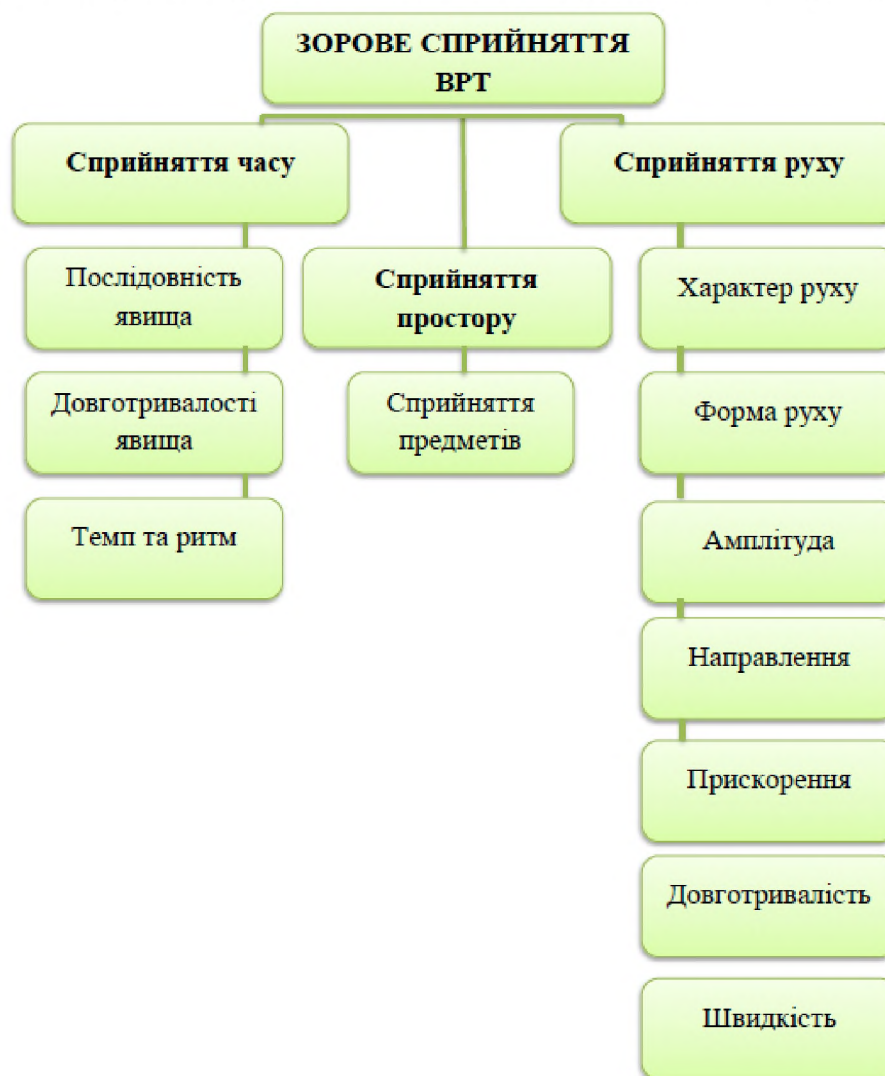 ЗОРОВЕ СПРИЙНЯТТЯ
ВРТ
Сприйняття часу
Сприйняття руху
Послідовність
явища
Сприйняття
простору
Характер руху
Довготривалості
явища
Сприйняття
предметів
Форма руху
Темп та ритм
Амплітуда
Направлення
Прискорення
Довготривалість
Швидкість